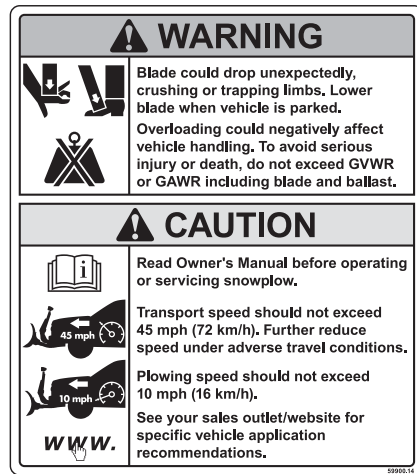 WARNING
Blade could drop unexpectedly,
crushing or trapping limbs. Lower
blade when vehicle is parked.
Overloading could negatively affect
vehicle handling. To avoid serious
injury or death, do not exceed GVWR
or GAWR including blade and ballast.
CAUTION
Read Owner's Manual before operating
or servicing snowplow.
Transport speed should not exceed
45 mph (72 km/h). Further reduce
speed under adverse travel conditions.
45 mph
Plowing speed should not exceed
10 mph (16 km/h).
10 mph
See your sales outlet/website for
specific vehicle application
recommendations.
www.
59900.14